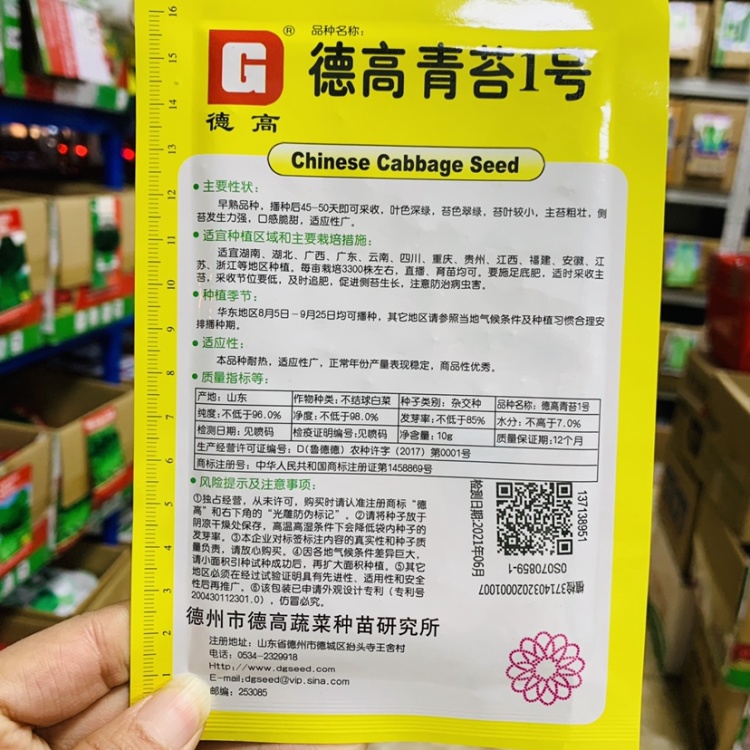 品种名称：
G®
德高青苔1号
德高
Chinese Cabbage Seed
主要性状：
早熟品种，播种后45-50天即可采收，叶色深绿，苔色翠绿，苔叶较小，主苔粗壮，侧
苔发生力强，口感脆甜，适应性广。
适宜种植区域和主要栽培措施：
适宜湖南、湖北、广西、广东、云南、四川、重庆、贵州、江西、福建、安徽、江
苏、浙江等地区种植。每亩栽培3300株左右，直播、育苗均可。要施足底肥，适时采收主
苔，采收节位要低，及时追肥，促进侧苔生长，注意防治病虫害。
种植季节：
华东地区8月5日-9月25日均可播种，其它地区请参照当地气候条件及种植习惯合理安
排播种期。
适应性：
本品种耐热，适应性广，正常年份产量表现稳定，商品性优秀。
质量指标等：
产地：山东 作物种类：不结球白菜 种子类别：杂交种 品种名称：德高青苔1号
纯度：不低于96.0% 净度：不低于98.0% 发芽率：不低于85% 水分：不高于7.0%
检测日期：见喷码 检疫证明编号：见喷码 净含量：10g 质量保证期：12个月
生产经营许可证编号：D（鲁德德）农种许字（2017）第0001号
商标注册号：中华人民共和国商标注册证第1456869号
风险提示及注意事项：
①独占经营，从未许可，购买时请认准注册商标“德
高”和右下角的“光雕防伪标记”。②请将种子放于
阴凉干燥处保存，高温高湿条件下会降低袋内种子的
发芽率。③本企业对标签标注内容的真实性和种子质
量负责，请放心购买。④因各地气候条件差异巨大，
请小面积引种试种成功后，再扩大面积种植。⑤其它
地区必须在经过试验证明具有先进性、适用性和安全
性后再推广。⑥该包装已申请外观设计专利（专利号
200430112301.0），仿冒必究。
检测日期:2021年06月
137138951
0S070859-1
植检3714032020001007
德州市德高蔬菜种苗研究所
注册地址：山东省德州市德城区抬头寺王舍村
电话：0534-2329918
Http://www.dgseed.com
E-mail:dgseed@vip.sina.com
邮编：253085
16
15
14
13
12
11
10
9
8
7
6
5
4
3
2
1